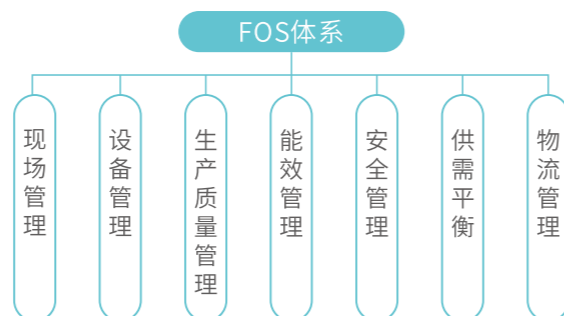 FOS体系
现场管理
设备管理
生产质量管理
能效管理
安全管理
供需平衡
物流管理